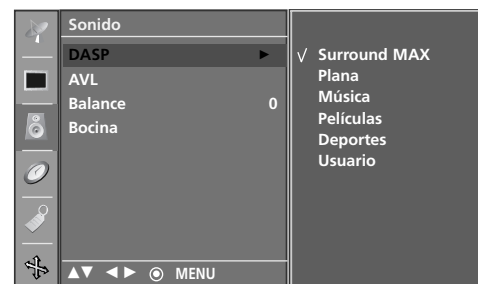 Sonido
DASP ►
AVL
Balance 0
Bocina
▲▼ ◄► ⦿ MENU
√ Surround MAX
Plana
Música
Películas
Deportes
Usuario